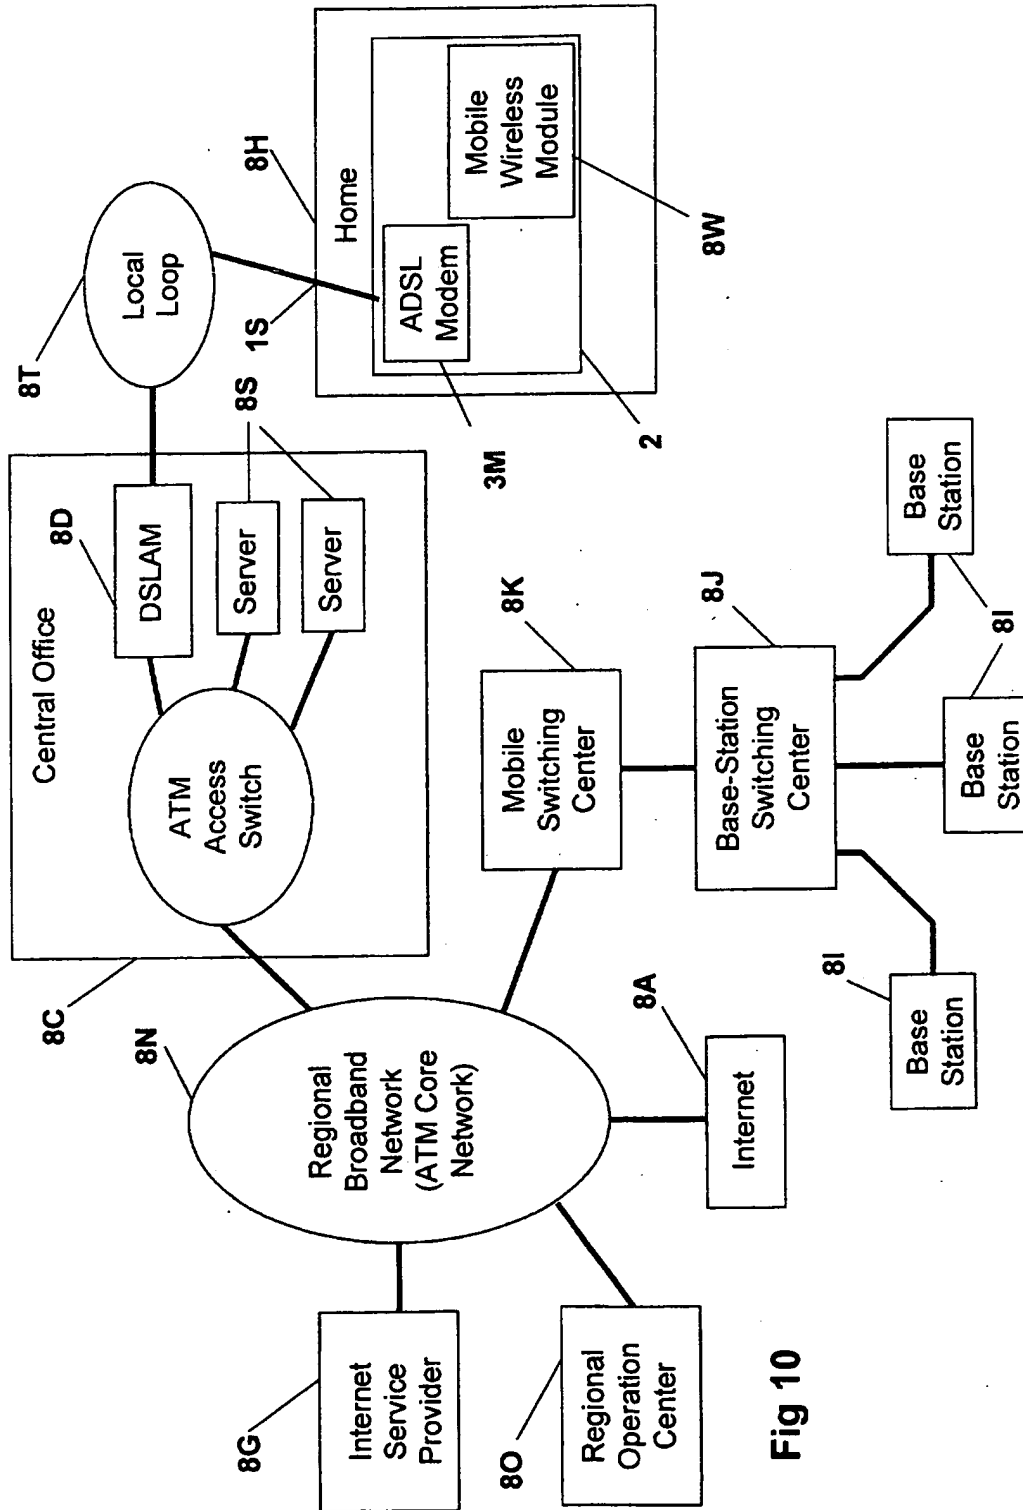 8T
Local
Loop
8H
Home
1S
ADSL
Modem
3M
Mobile
Wireless
Module
8W
2
Central Office
8D
DSLAM
8S
Server
Server
ATM
Access
Switch
8C
8N
Regional
Broadband
Network
(ATM Core
Network)
8K
Mobile
Switching
Center
8J
Base-Station
Switching
Center
Base
Station
8I
Base
Station
8I
Base
Station
8A
Internet
8G
Internet
Service
Provider
8O
Regional
Operation
Center
Fig 10